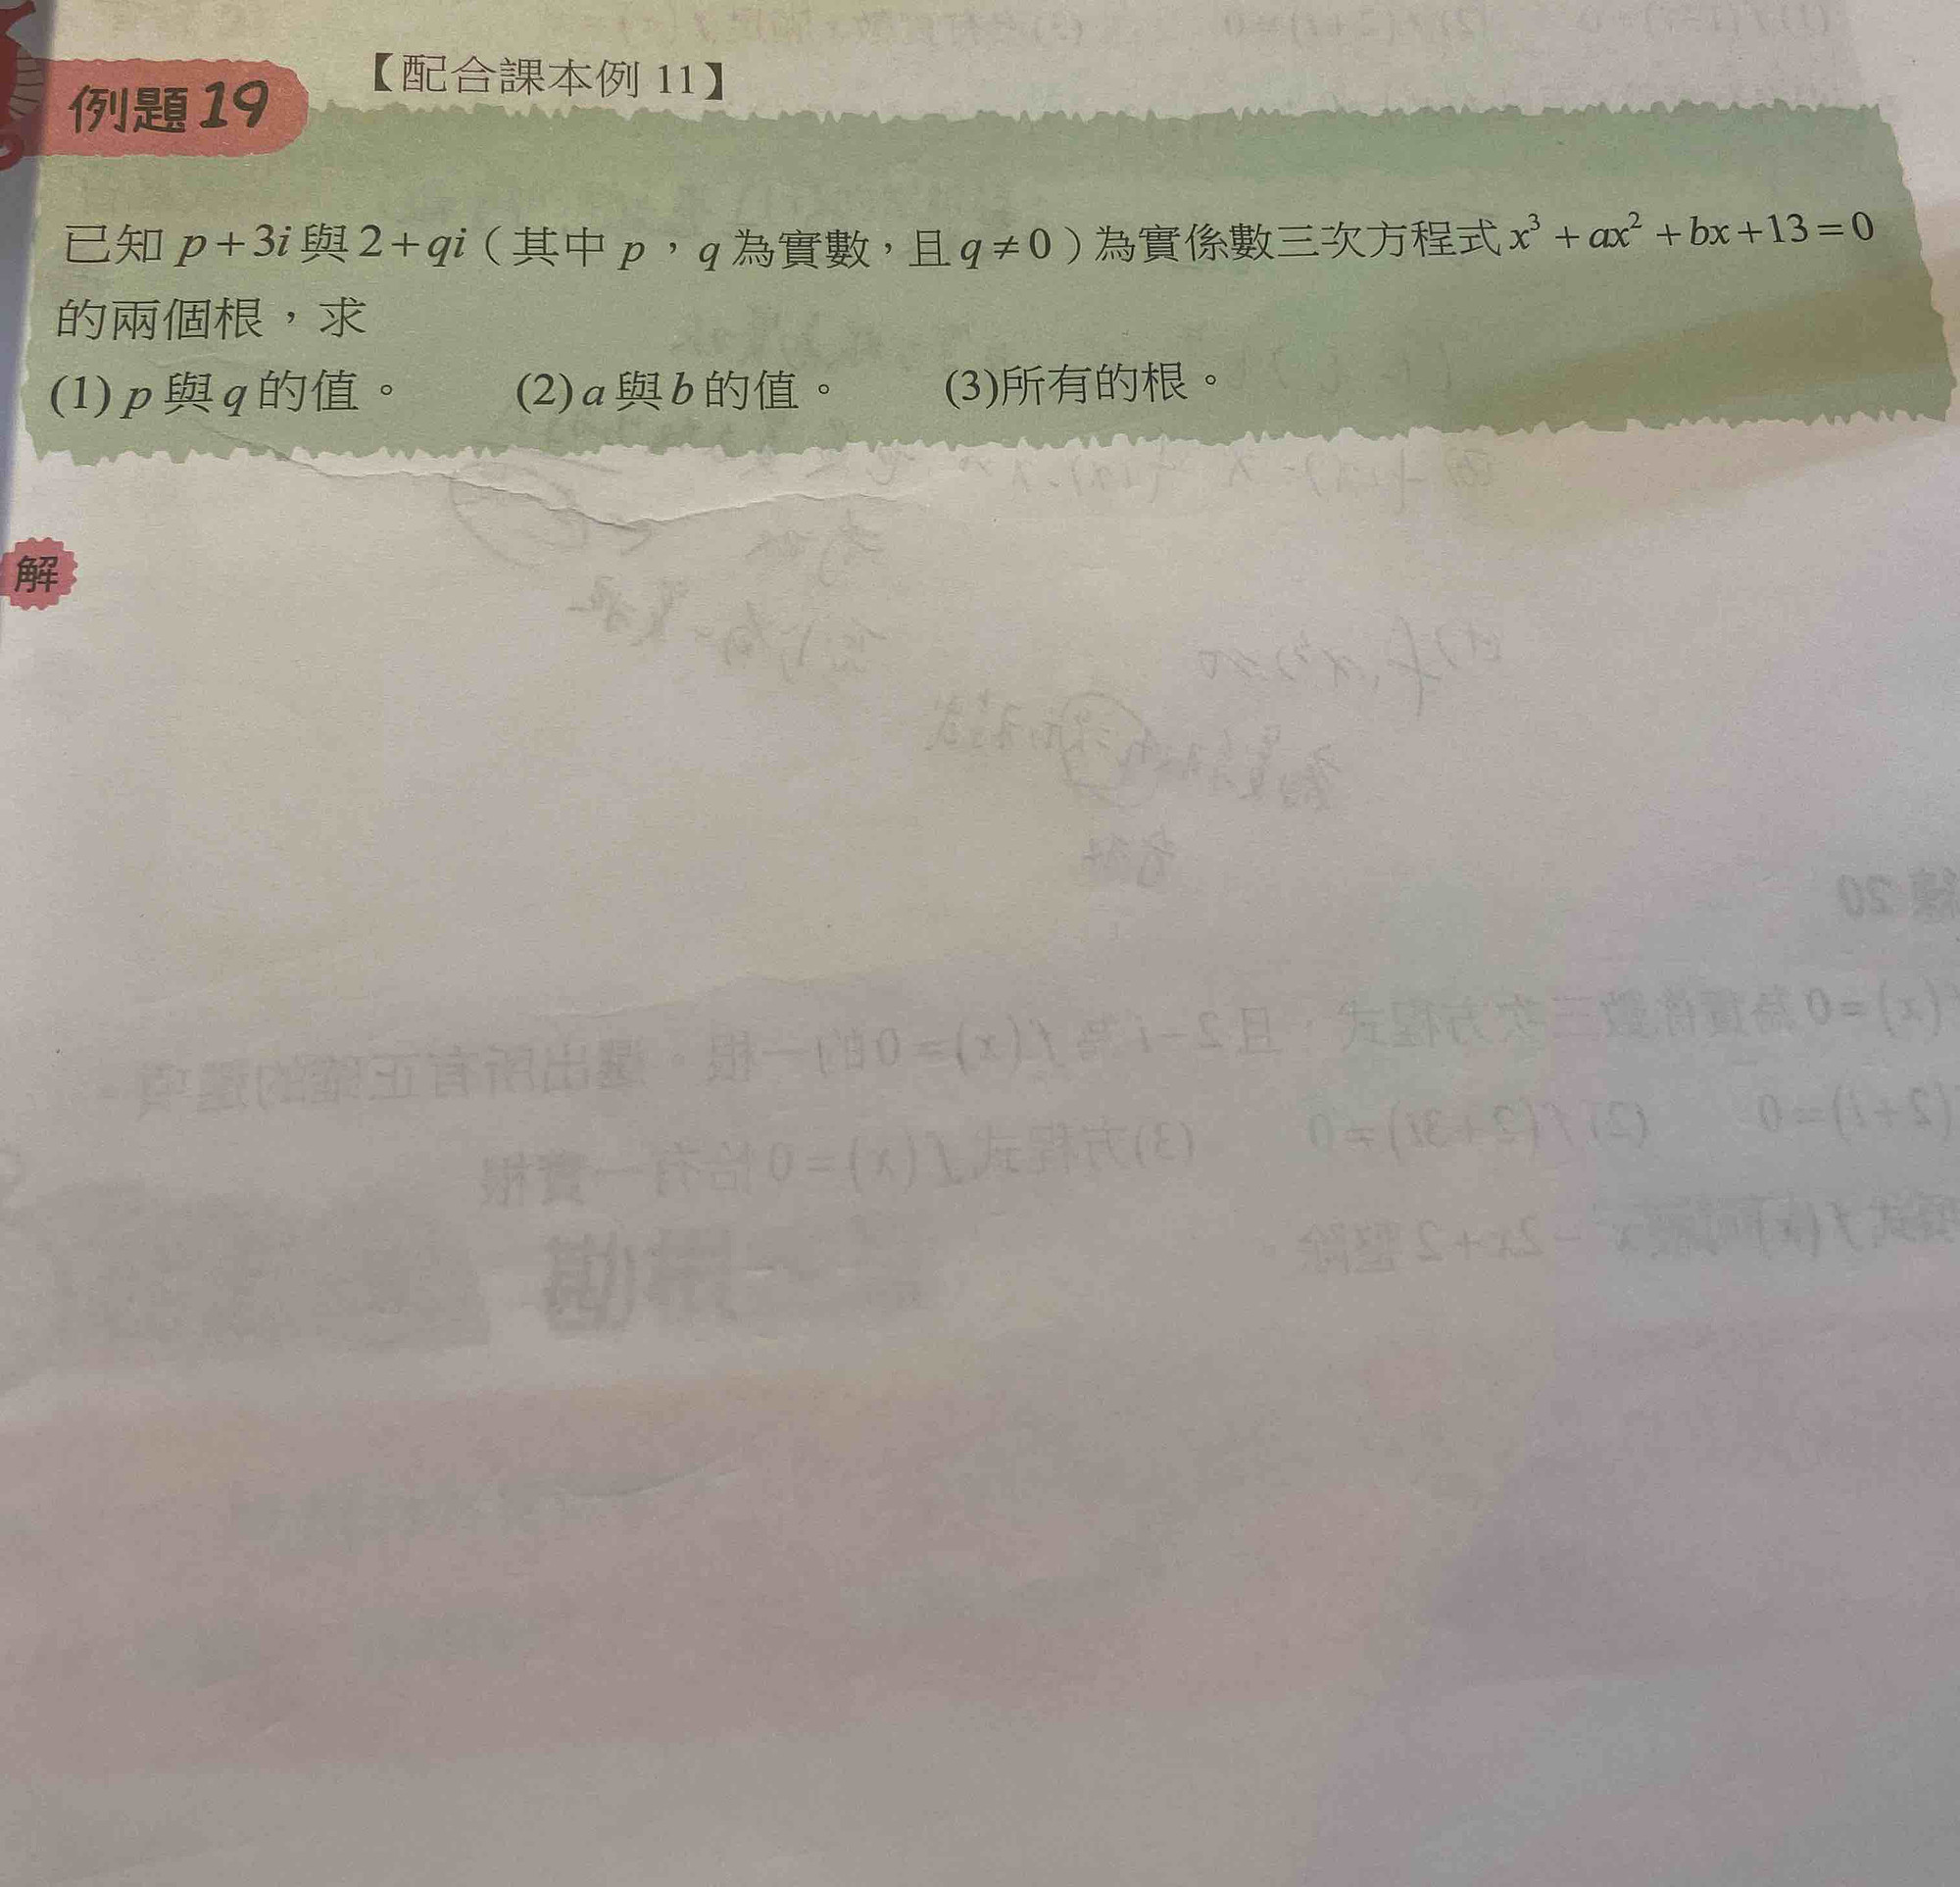 例題19
【配合課本例 11】
已知 p+3i 與 2+qi（其中 p，q 為實數，且 q≠0）為實係數三次方程式 x³+ax²+bx+13=0
的兩個根，求
(1) p 與 q 的值。 (2) a 與 b 的值。 (3)所有的根。
解